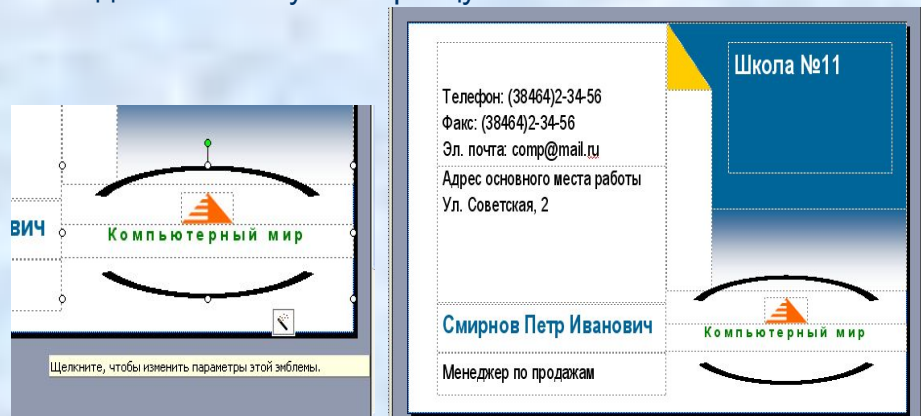 вич
Компьютерный мир
Щелкните, чтобы изменить параметры этой эмблемы.
Школа №11
Телефон: (38464)2-34-56
Факс: (38464)2-34-56
Эл. почта: comp@mail.ru
Адрес основного места работы
Ул. Советская, 2
Смирнов Петр Иванович
Менеджер по продажам
Компьютерный мир